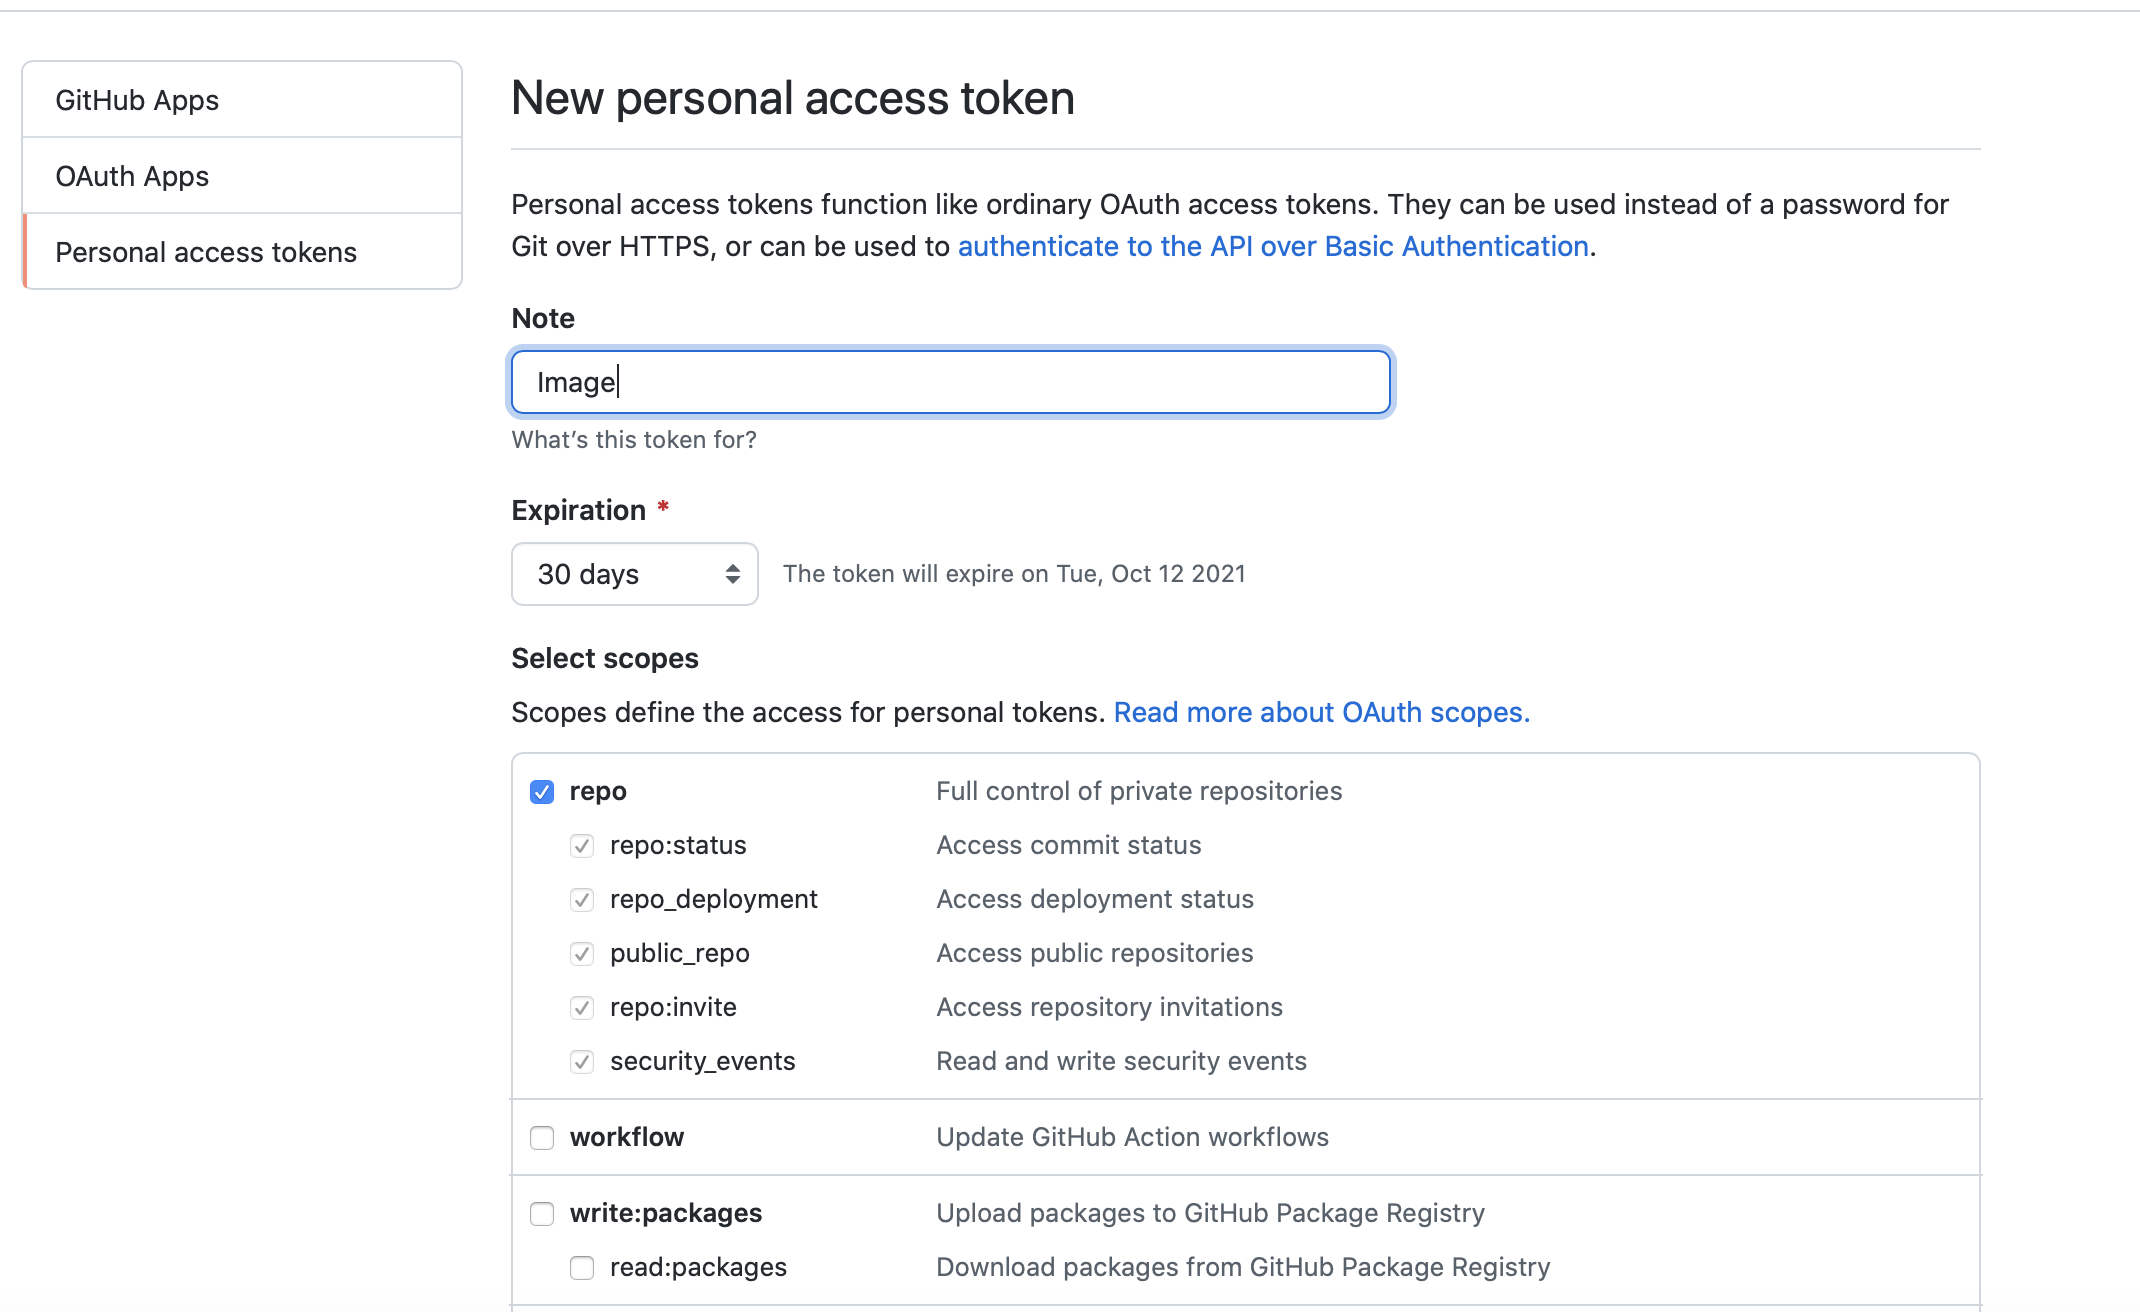 GitHub Apps
OAuth Apps
Personal access tokens
New personal access token
Personal access tokens function like ordinary OAuth access tokens. They can be used instead of a password for
Git over HTTPS, or can be used to authenticate to the API over Basic Authentication.
Note
Image
What's this token for?
Expiration *
30 days The token will expire on Tue, Oct 12 2021
Select scopes
Scopes define the access for personal tokens. Read more about OAuth scopes.
repo Full control of private repositories
repo:status Access commit status
repo_deployment Access deployment status
public_repo Access public repositories
repo:invite Access repository invitations
security_events Read and write security events
workflow Update GitHub Action workflows
write:packages Upload packages to GitHub Package Registry
read:packages Download packages from GitHub Package Registry